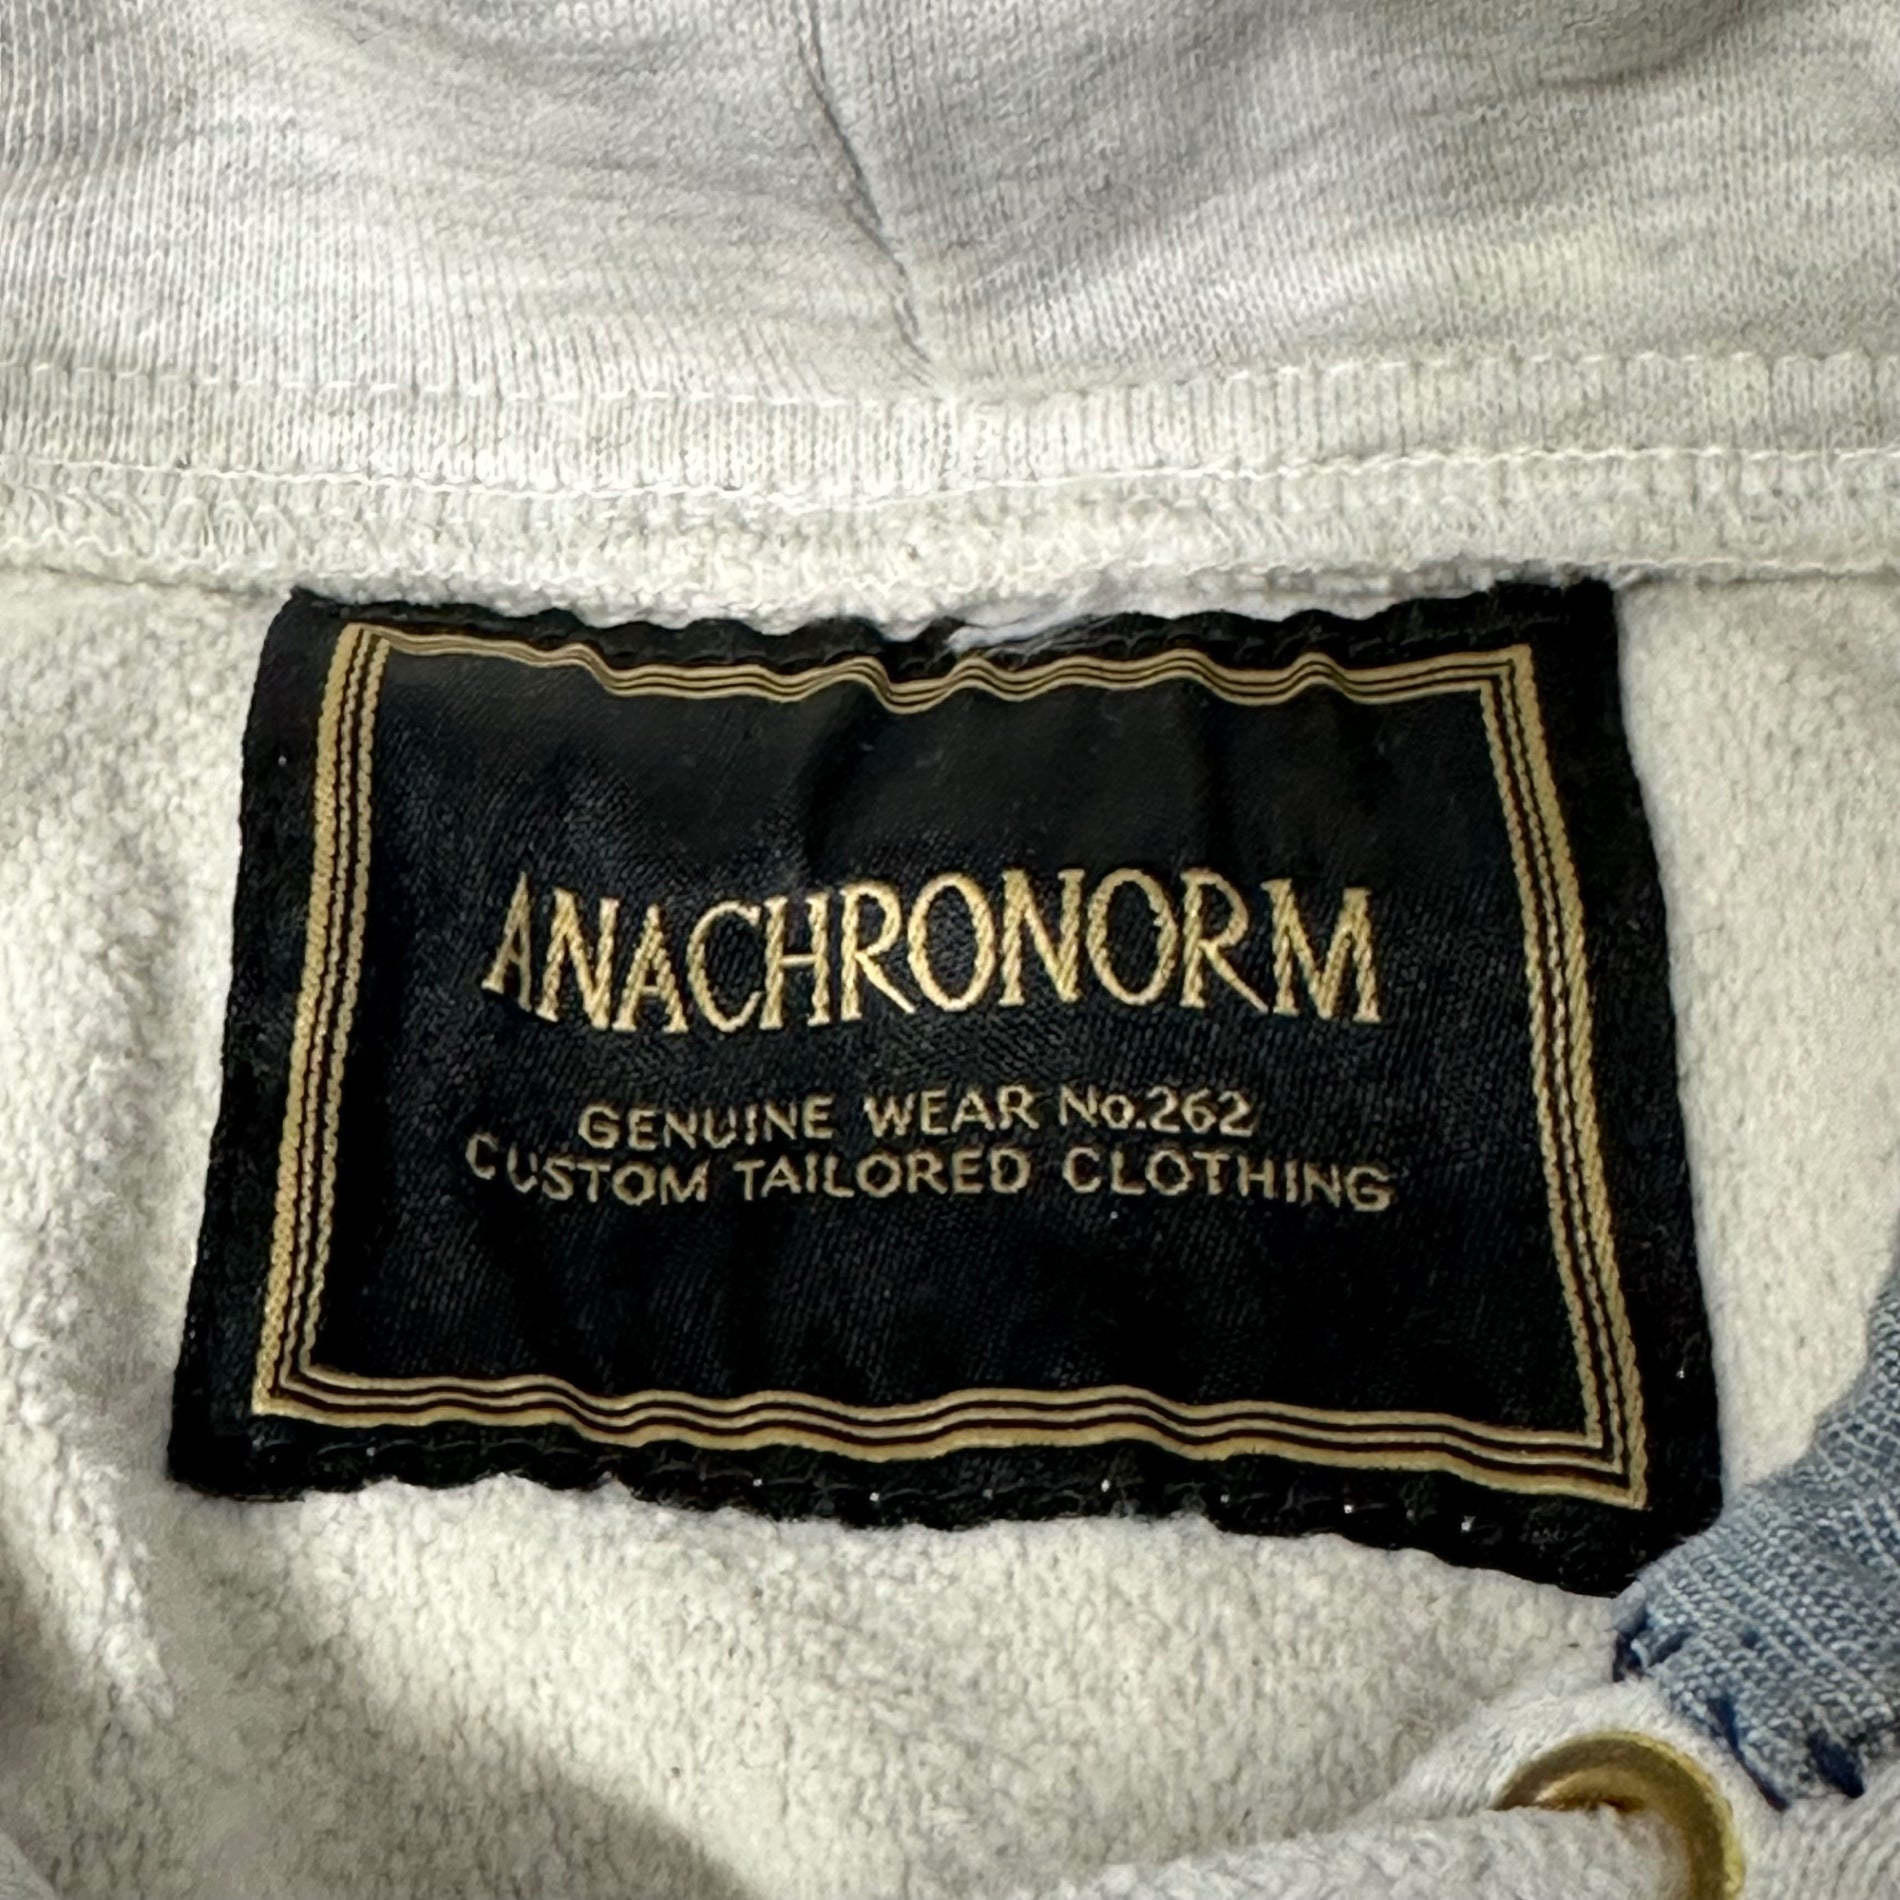 ANACHRONORM
GENUINE WEAR No.262
CUSTOM TAILORED CLOTHING